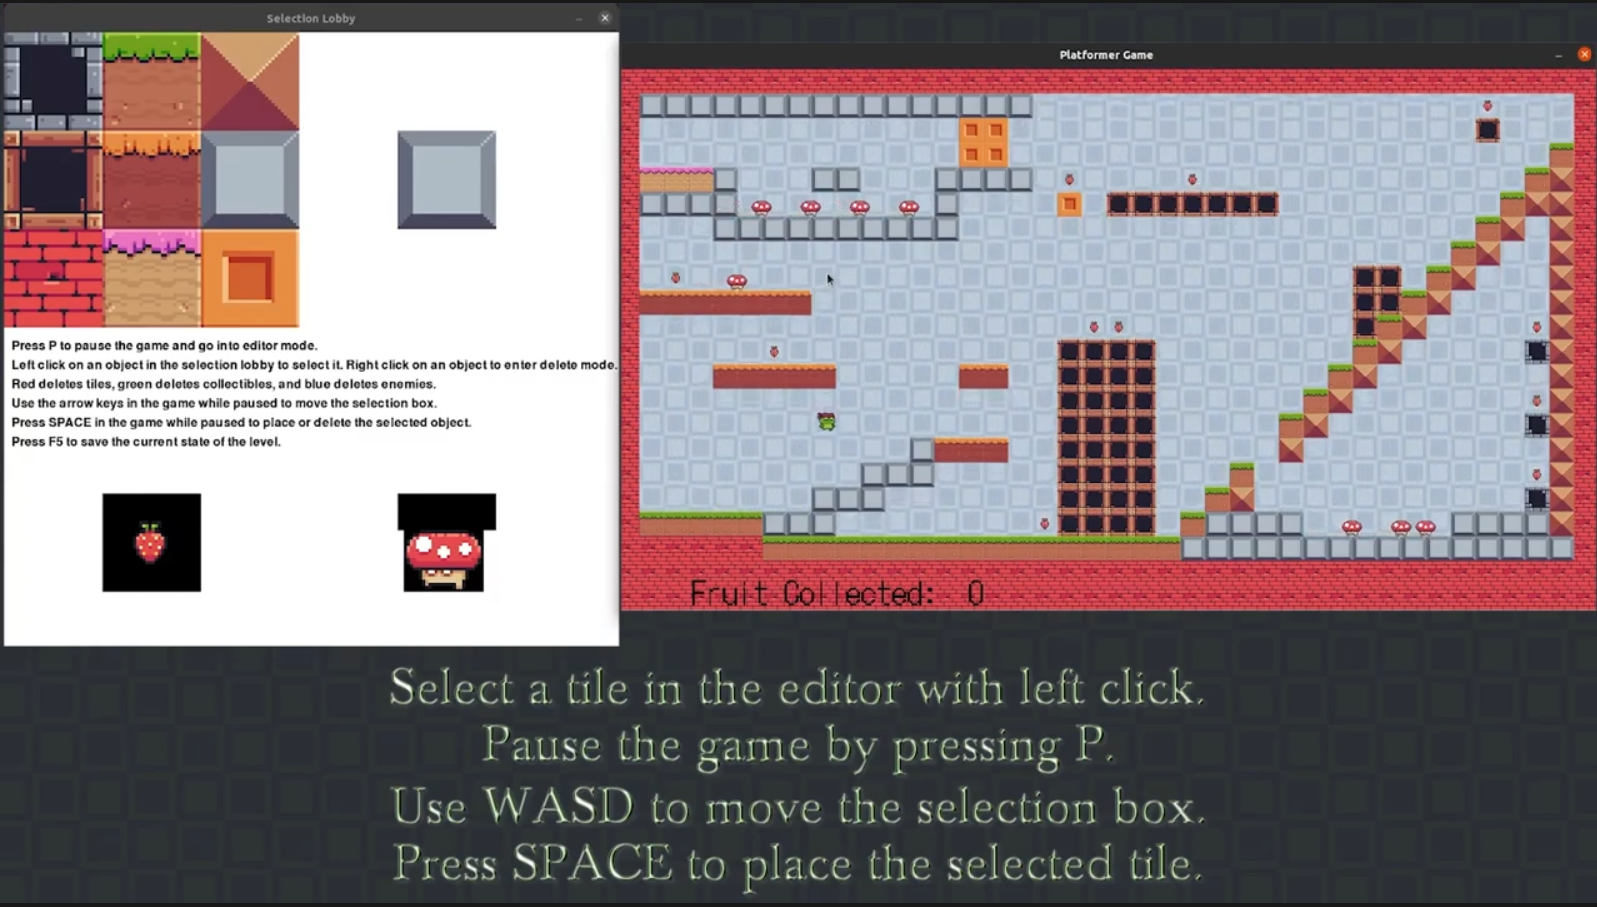 Selection Lobby
Platformer Game
Press P to pause the game and go into editor mode.
Left click on an object in the selection lobby to select it. Right click on an object to enter delete mode.
Red deletes tiles, green deletes collectibles, and blue deletes enemies.
Use the arrow keys in the game while paused to move the selection box.
Press SPACE in the game while paused to place or delete the selected object.
Press F5 to save the current state of the level.
Fruit Collected: 0
Select a tile in the editor with left click.
Pause the game by pressing P.
Use WASD to move the selection box.
Press SPACE to place the selected tile.